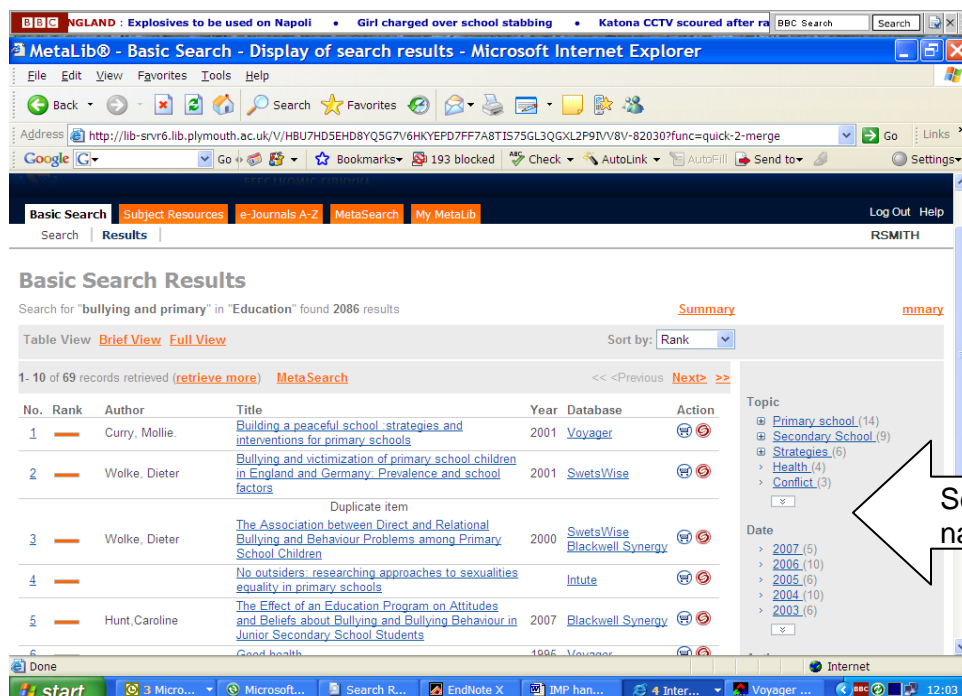 BBC NGLAND : Explosives to be used on Napoli • Girl charged over school stabbing • Katona CCTV scoured after ra BBC Search Search
MetaLib® - Basic Search - Display of search results - Microsoft Internet Explorer
File Edit View Favorites Tools Help
Back Search Favorites
Address http://lib-srvr6.lib.plymouth.ac.uk/V/HBU7HD5EHD8YQ5G7V6HKYEPD7FF7A8TIS75GL3QGXL2P9IVV8V-82030?func=quick-2-merge Go Links
Google G Go Bookmarks 193 blocked ABC Check AutoLink AutoFill Send to Settings
Basic Search Subject Resources e-Journals A-Z MetaSearch My MetaLib Log Out Help
Search Results RSMITH
Basic Search Results
Search for "bullying and primary" in "Education" found 2086 results Summary mmary
Table View Brief View Full View Sort by: Rank
1- 10 of 69 records retrieved (retrieve more) MetaSearch << <Previous Next> >>
No. Rank Author Title Year Database Action
1 Curry, Mollie. Building a peaceful school :strategies and interventions for primary schools 2001 Voyager
2 Wolke, Dieter Bullying and victimization of primary school children in England and Germany: Prevalence and school factors 2001 SwetsWise
Duplicate item
3 Wolke, Dieter The Association between Direct and Relational Bullying and Behaviour Problems among Primary School Children 2000 SwetsWise Blackwell Synergy
4 No outsiders: researching approaches to sexualities equality in primary schools Intute
5 Hunt,Caroline The Effect of an Education Program on Attitudes and Beliefs about Bullying and Bullying Behaviour in Junior Secondary School Students 2007 Blackwell Synergy
6 Good health 1995 Voyager
Topic
Primary school (14)
Secondary School (9)
Strategies (6)
Health (4)
Conflict (3)
Date
2007 (5)
2006 (10)
2005 (6)
2004 (10)
2003 (6)
Done Internet
start 3 Micro... Microsoft... Search R... EndNote X IMP han... 4 Inter... Voyager ... BBC 12:03